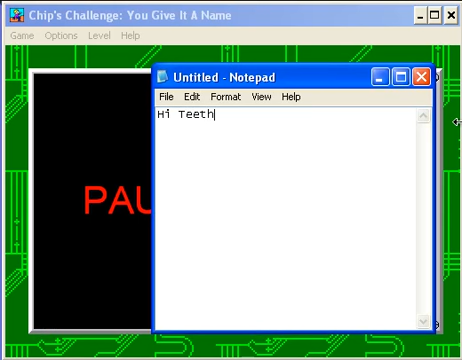 Chip's Challenge: You Give It A Name
Game Options Level Help
Untitled - Notepad
File Edit Format View Help
Hi Teeth
PAU